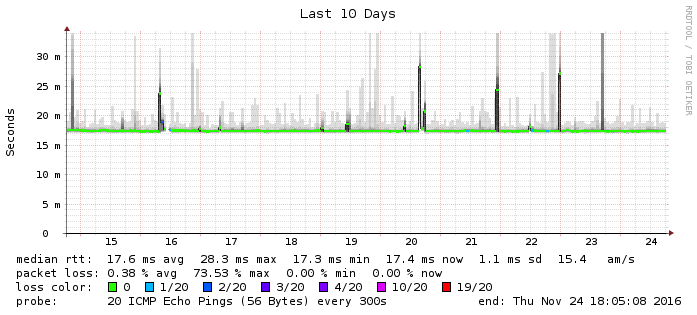 Last 10 Days
RRDTOOL / TOBI OETIKER
Seconds
30 m
25 m
20 m
15 m
10 m
5 m
0
15 16 17 18 19 20 21 22 23 24
median rtt: 17.6 ms avg 28.3 ms max 17.3 ms min 17.4 ms now 1.1 ms sd 15.4 am/s
packet loss: 0.38 % avg 73.53 % max 0.00 % min 0.00 % now
loss color: 0 1/20 2/20 3/20 4/20 10/20 19/20
probe: 20 ICMP Echo Pings (56 Bytes) every 300s end: Thu Nov 24 18:05:08 2016